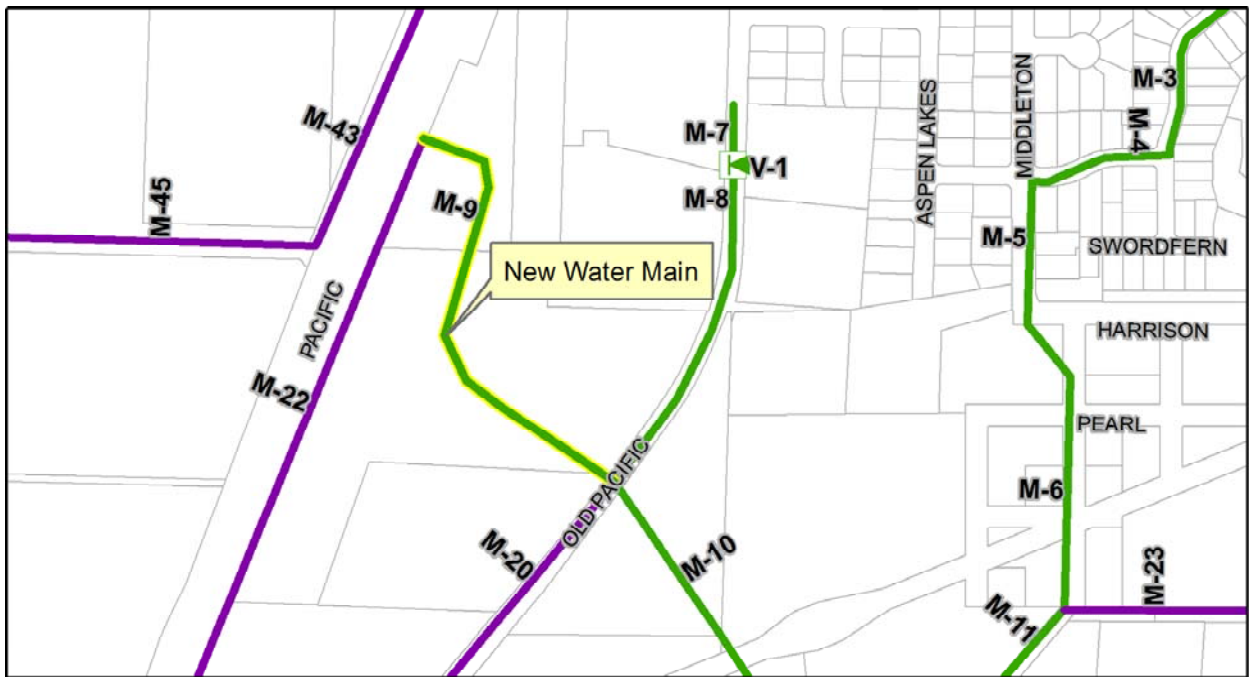 M-3
M-43
M-7
M-4
V-1
MIDDLETON
ASPEN LAKES
M-45
M-9
M-8
M-5
SWORDFERN
New Water Main
PACIFIC
HARRISON
M-22
PEARL
OLD PACIFIC
M-6
M-20
M-10
M-23
M-11